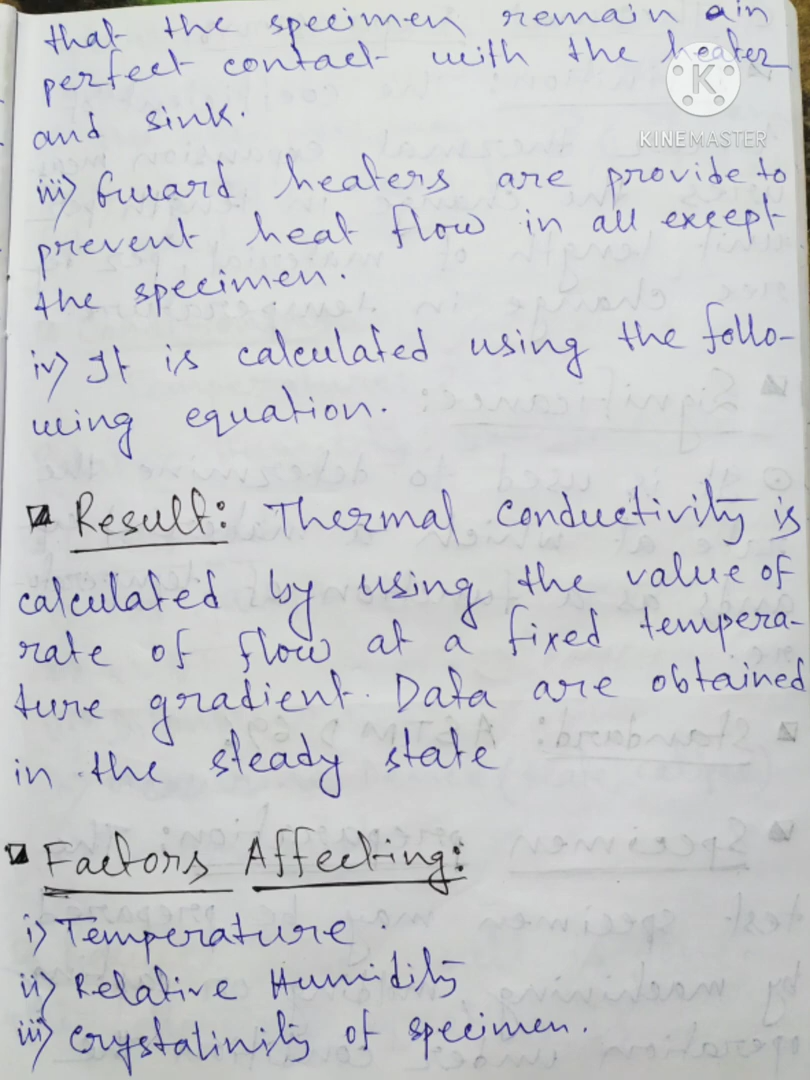 that the specimen remain in
perfect contact with the heater
and sink.
K
KINEMASTER
iii) Guard heaters are provide to
prevent heat flow in all except
the specimen.
iv) It is calculated using the follo-
wing equation.
Result: Thermal conductivity is
calculated by using the value of
rate of flow at a fixed tempera-
ture gradient. Data are obtained
in the steady state
Factors Affecting:
i) Temperature.
ii) Relative Humidity
iii) Crystalinity of specimen.